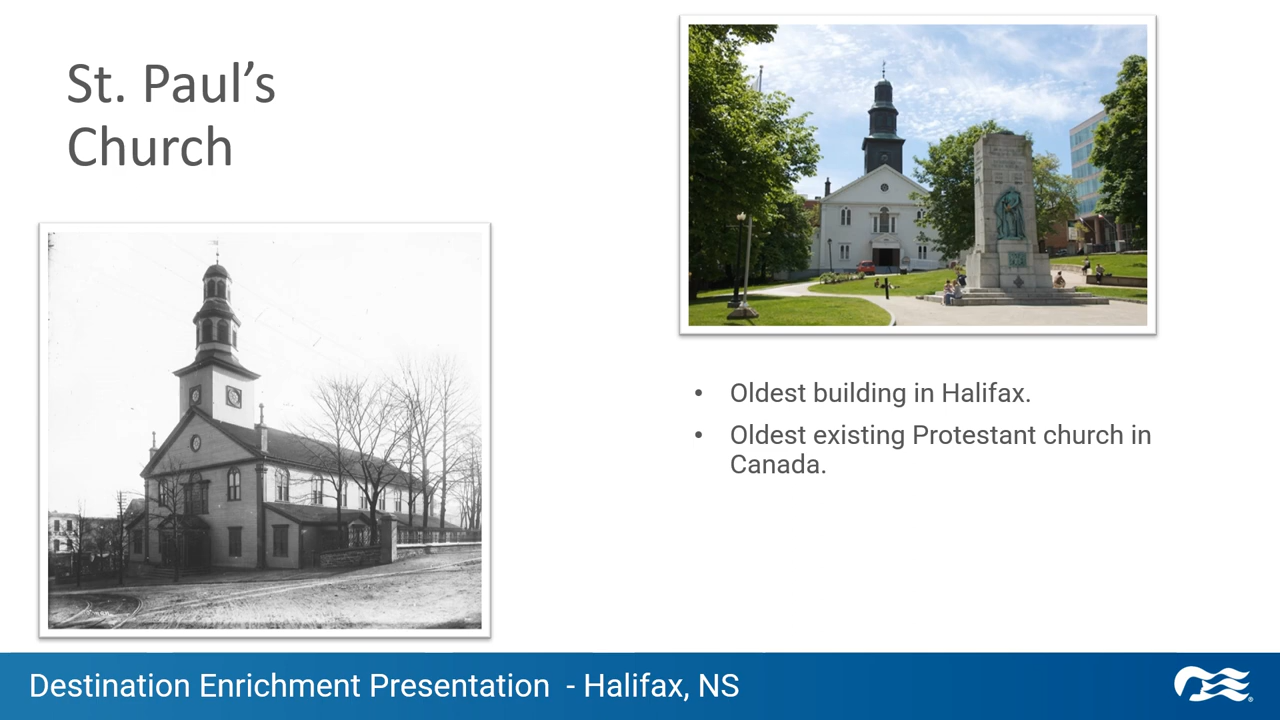 St. Paul’s
Church
• Oldest building in Halifax.
• Oldest existing Protestant church in
Canada.
Destination Enrichment Presentation  - Halifax, NS
®